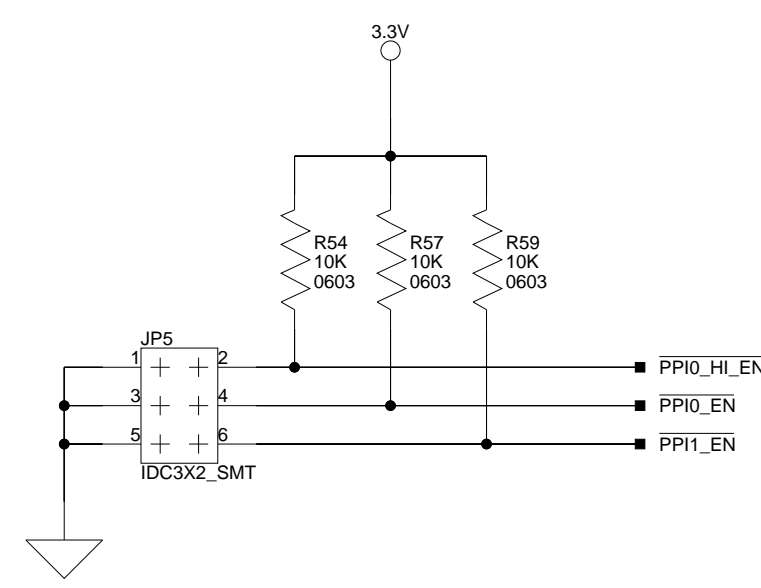 3.3V
R54
10K
0603
R57
10K
0603
R59
10K
0603
JP5
1
2
3
4
5
6
IDC3X2_SMT
PPI0_HI_EN
PPI0_EN
PPI1_EN